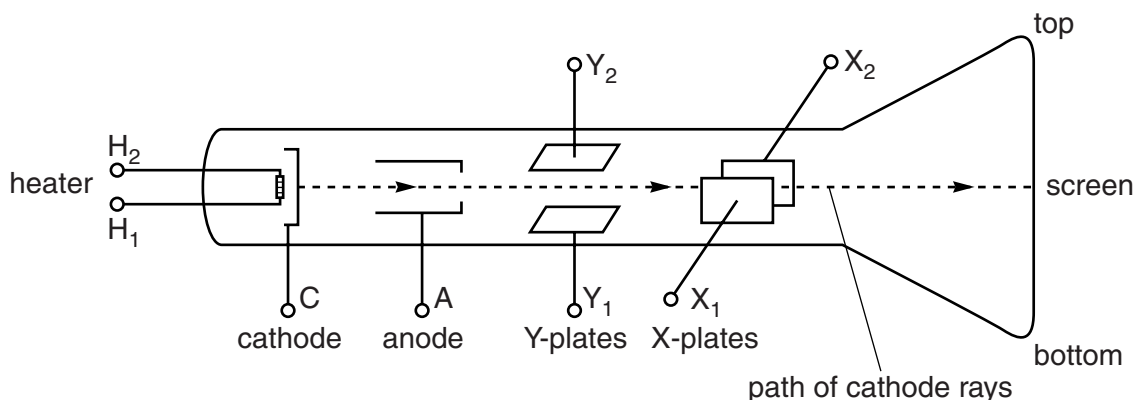 top
Y₂
X₂
H₂
heater
screen
H₁
C
A
Y₁
X₁
cathode
anode
Y-plates
X-plates
bottom
path of cathode rays